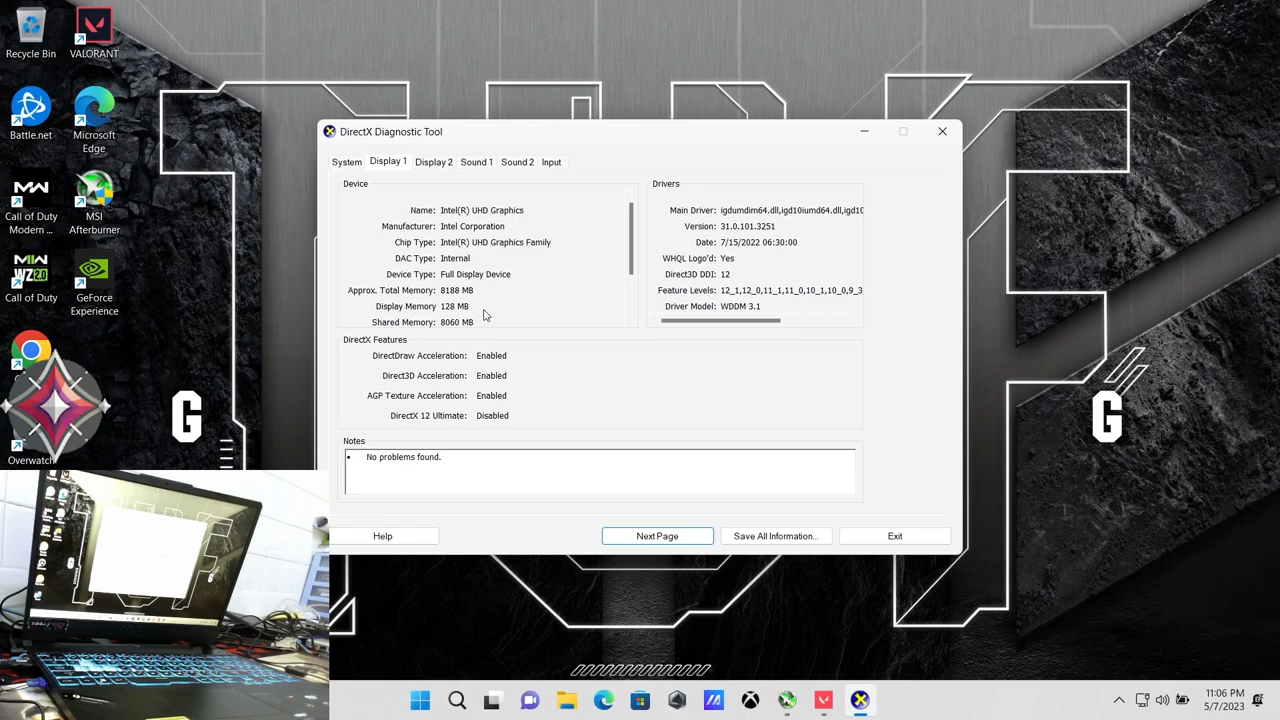 Recycle Bin
VALORANT
Battle.net
Microsoft
Edge
Call of Duty
Modern ...
MSI
Afterburner
Call of Duty
GeForce
Experience
Overwatch
DirectX Diagnostic Tool
System
Display 1
Display 2
Sound 1
Sound 2
Input
Device
Name: Intel(R) UHD Graphics
Manufacturer: Intel Corporation
Chip Type: Intel(R) UHD Graphics Family
DAC Type: Internal
Device Type: Full Display Device
Approx. Total Memory: 8188 MB
Display Memory 128 MB
Shared Memory: 8060 MB
Drivers
Main Driver: igdumdim64.dll,igd10iumd64.dll,igd10
Version: 31.0.101.3251
Date: 7/15/2022 06:30:00
WHQL Logo'd: Yes
Direct3D DDI: 12
Feature Levels: 12_1,12_0,11_1,11_0,10_1,10_0,9_3
Driver Model: WDDM 3.1
DirectX Features
DirectDraw Acceleration: Enabled
Direct3D Acceleration: Enabled
AGP Texture Acceleration: Enabled
DirectX 12 Ultimate: Disabled
Notes
• No problems found.
Help
Next Page
Save All Information...
Exit
G
G
11:06 PM
5/7/2023